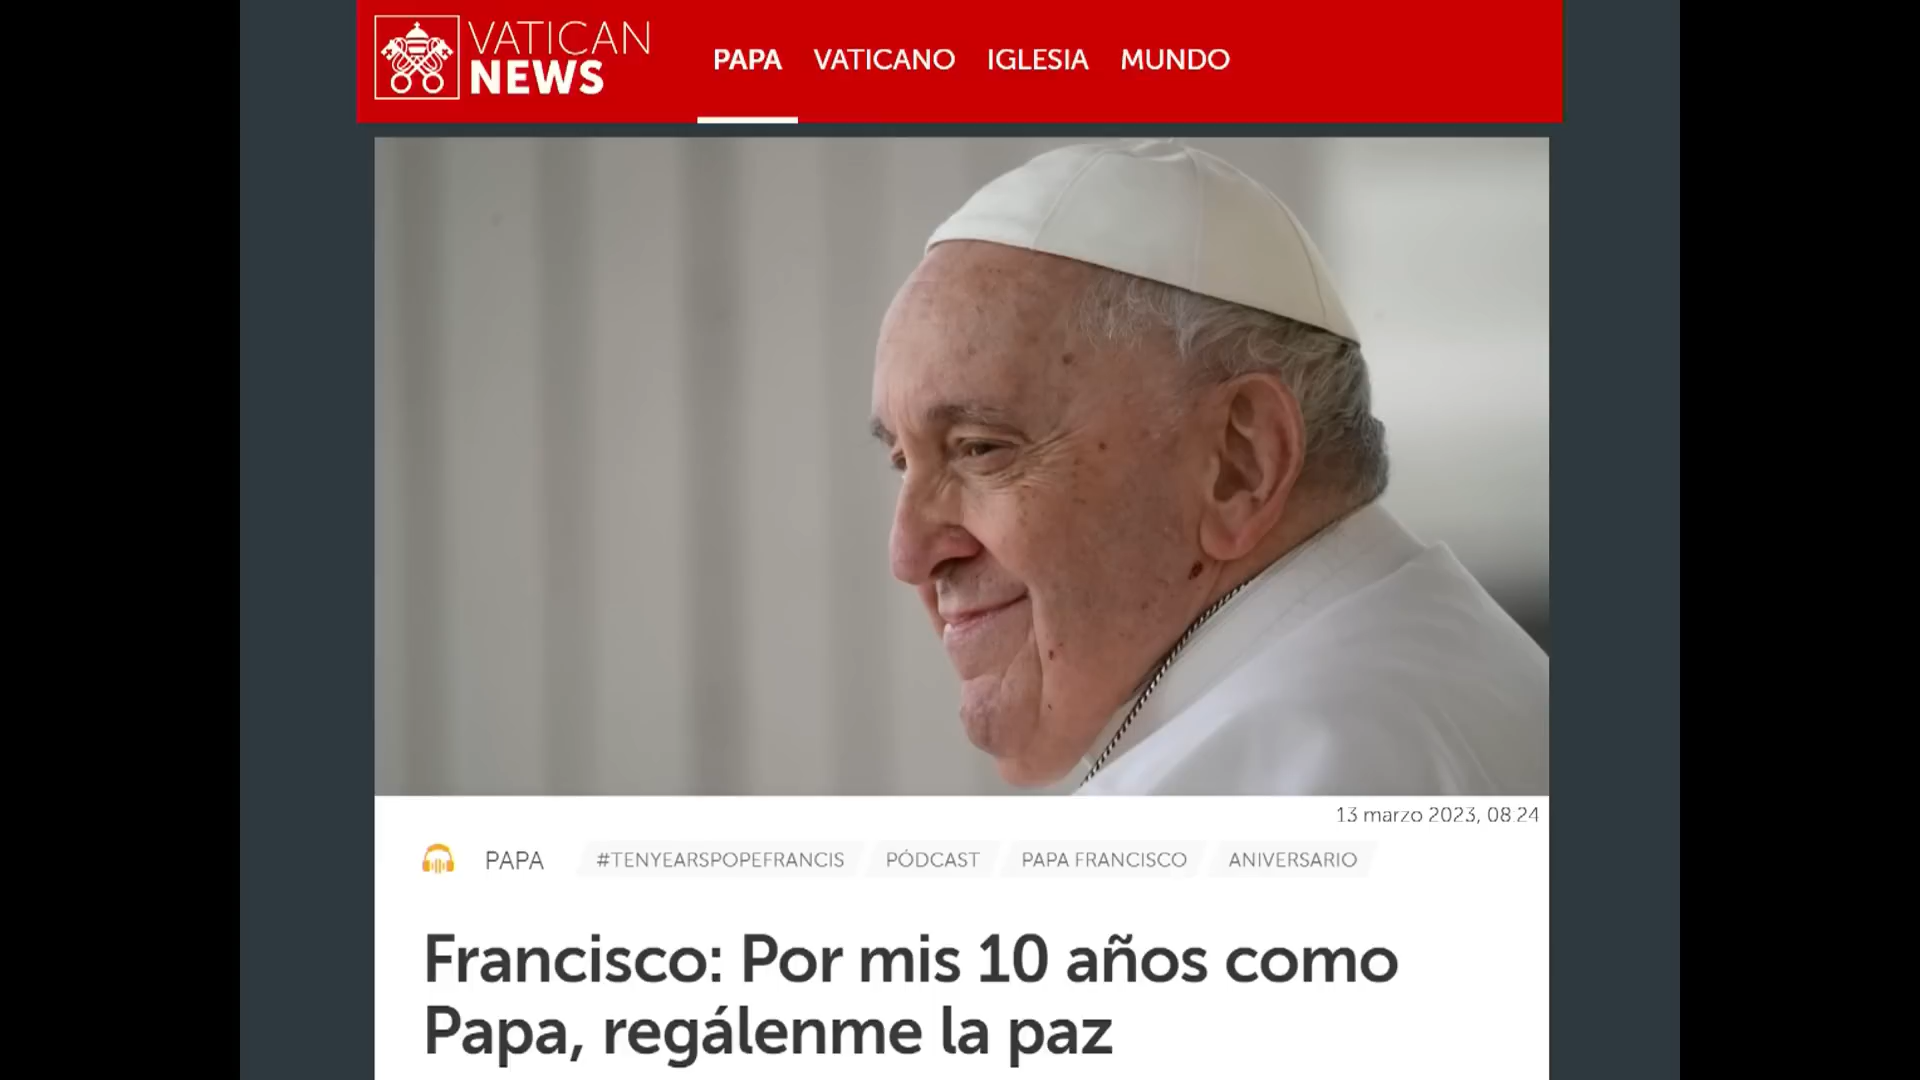 VATICAN
NEWS
PAPA VATICANO IGLESIA MUNDO
13 marzo 2023, 08:24
PAPA #TENYEARSPOPEFRANCIS PÓDCAST PAPA FRANCISCO ANIVERSARIO
Francisco: Por mis 10 años como
Papa, regálenme la paz